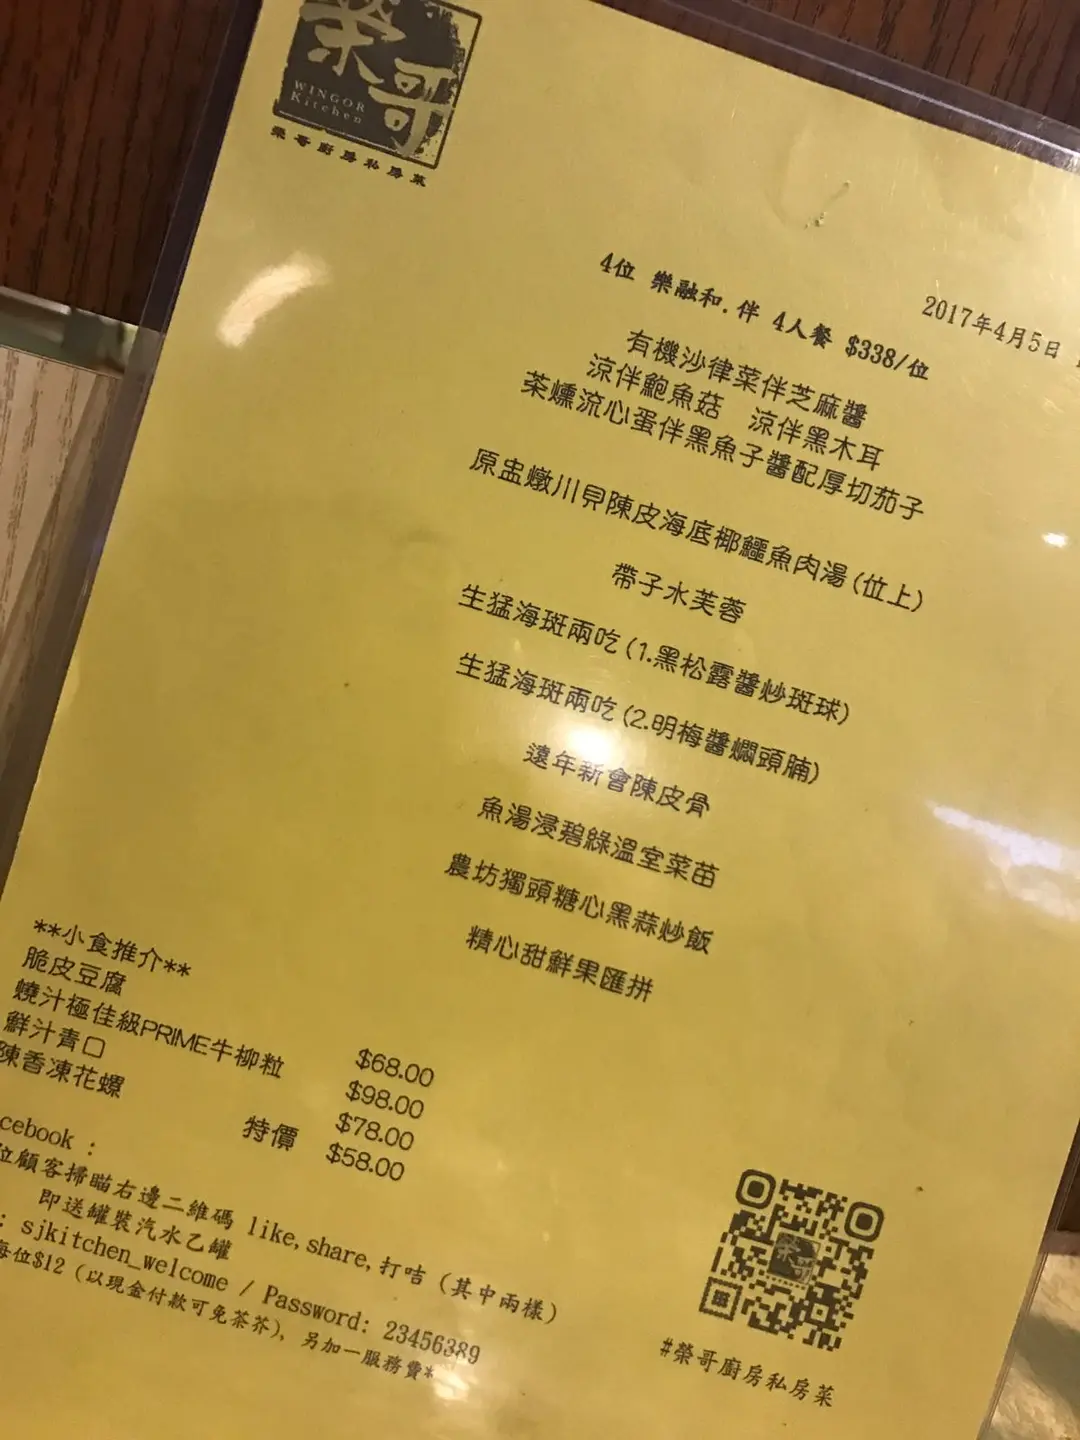 榮哥
WINGOR
Kitchen
榮哥廚房私房菜
2017年4月5日
4位 樂融和.伴 4人餐 $338/位
有機沙律菜伴芝麻醬
涼伴鮑魚菇 涼伴黑木耳
茶燻流心蛋伴黑魚子醬配厚切茄子
原盅燉川貝陳皮海底椰鱷魚肉湯(位上)
帶子水芙蓉
生猛海斑兩吃(1.黑松露醬炒斑球)
生猛海斑兩吃(2.明梅醬燜頭腩)
遠年新會陳皮骨
魚湯浸碧綠溫室菜苗
農坊獨頭糖心黑蒜炒飯
精心甜鮮果匯拼
**小食推介**
脆皮豆腐 $68.00
燒汁極佳級PRIME牛柳粒 $98.00
鮮汁青口 $78.00
陳香凍花螺 特價 $58.00
cebook :
位顧客掃瞄右邊二維碼 like,share,打咭 (其中兩樣)
即送罐裝汽水乙罐
: sjkitchen_welcome / Password: 23456389
每位$12 (以現金付款可免茶芥), 另加一服務費*
#榮哥廚房私房菜